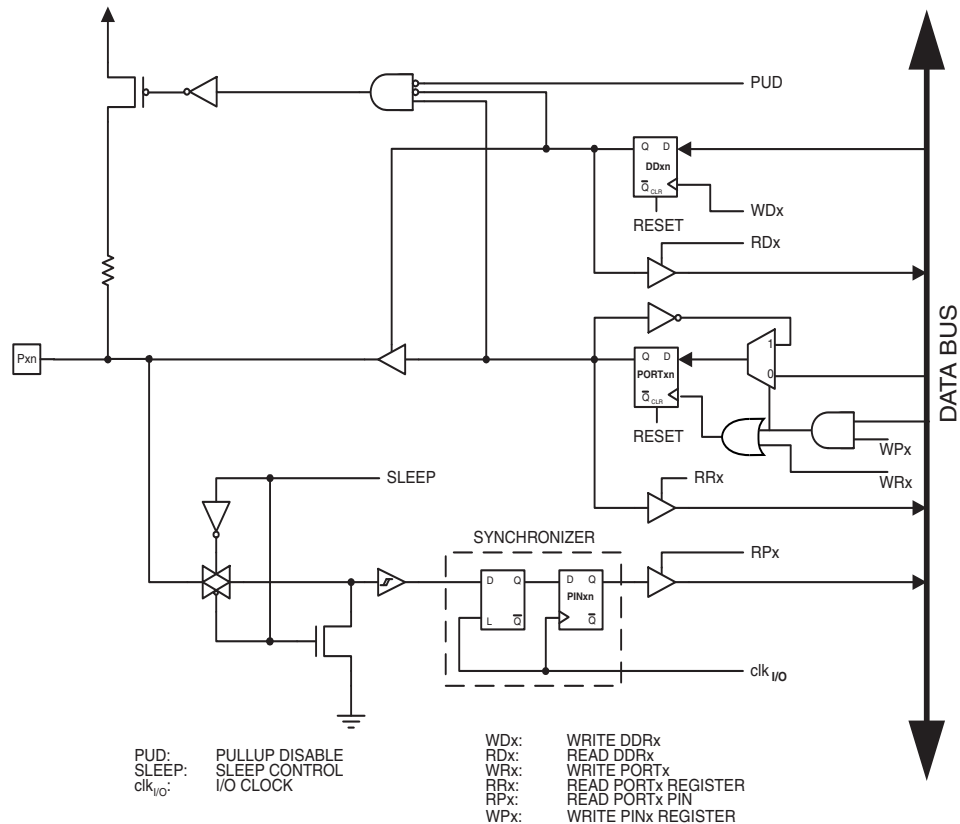 PUD
Q D
DDxn
Q CLR
WDx
RESET
RDx
Pxn
1
Q D
PORTxn
0
Q CLR
RESET
WPx
WRx
SLEEP
RRx
SYNCHRONIZER
RPx
D Q
D Q
PINxn
L Q
Q
clk I/O
DATA BUS
PUD: PULLUP DISABLE
SLEEP: SLEEP CONTROL
clkI/O: I/O CLOCK
WDx: WRITE DDRx
RDx: READ DDRx
WRx: WRITE PORTx
RRx: READ PORTx REGISTER
RPx: READ PORTx PIN
WPx: WRITE PINx REGISTER